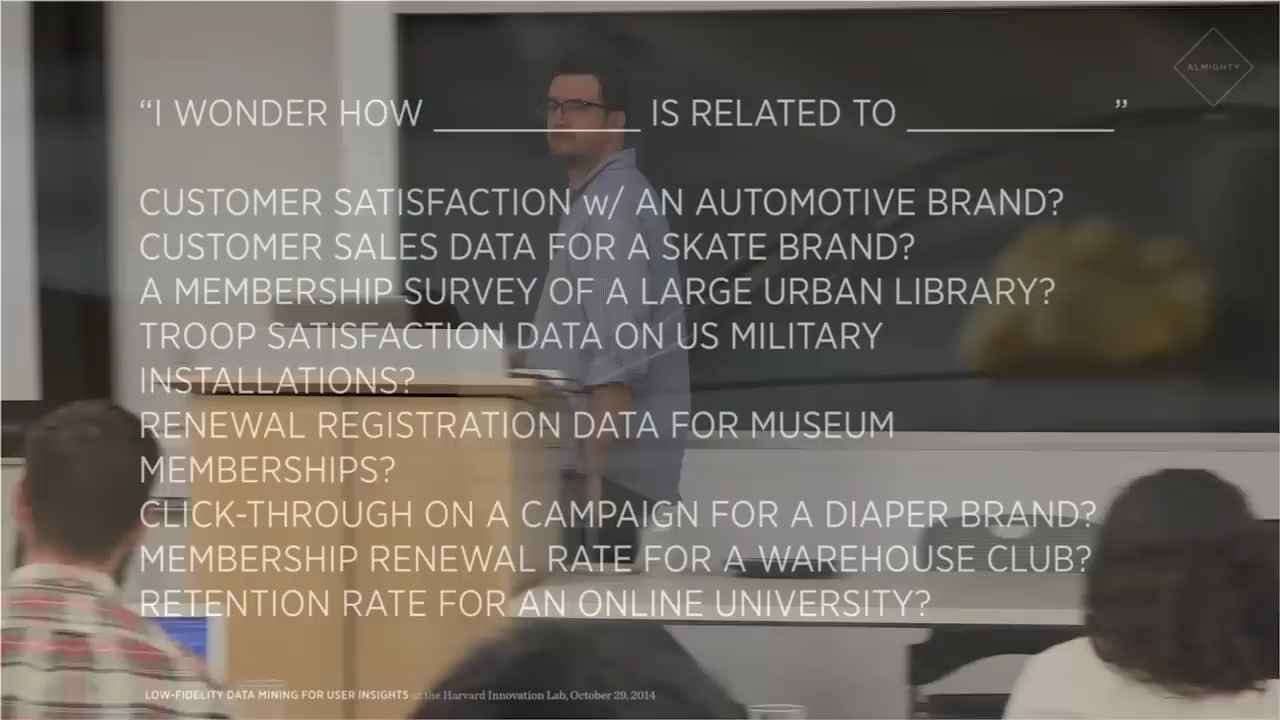 ALMIGHTY
“I WONDER HOW ____________ IS RELATED TO ____________”
CUSTOMER SATISFACTION w/ AN AUTOMOTIVE BRAND?
CUSTOMER SALES DATA FOR A SKATE BRAND?
A MEMBERSHIP SURVEY OF A LARGE URBAN LIBRARY?
TROOP SATISFACTION DATA ON US MILITARY
INSTALLATIONS?
RENEWAL REGISTRATION DATA FOR MUSEUM
MEMBERSHIPS?
CLICK-THROUGH ON A CAMPAIGN FOR A DIAPER BRAND?
MEMBERSHIP RENEWAL RATE FOR A WAREHOUSE CLUB?
RETENTION RATE FOR AN ONLINE UNIVERSITY?
LOW-FIDELITY DATA MINING FOR USER INSIGHTS at the Harvard Innovation Lab, October 29, 2014